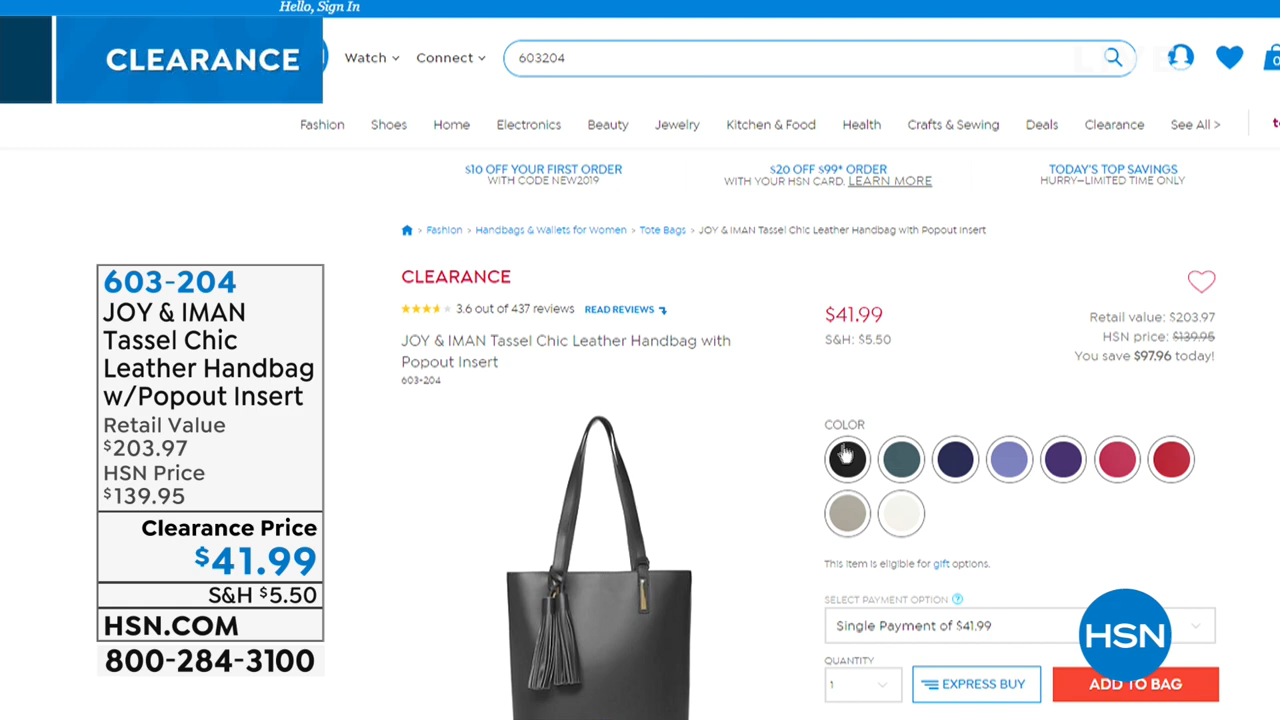 Hello, Sign In
CLEARANCE
Watch
Connect
603204
0
Fashion
Shoes
Home
Electronics
Beauty
Jewelry
Kitchen & Food
Health
Crafts & Sewing
Deals
Clearance
See All >
$10 OFF YOUR FIRST ORDER
WITH CODE NEW2019
$20 OFF $99* ORDER
WITH YOUR HSN CARD. LEARN MORE
TODAY'S TOP SAVINGS
HURRY–LIMITED TIME ONLY
> Fashion > Handbags & Wallets for Women > Tote Bags > JOY & IMAN Tassel Chic Leather Handbag with Popout Insert
603-204
JOY & IMAN
Tassel Chic
Leather Handbag
w/Popout Insert
Retail Value
$203.97
HSN Price
$139.95
Clearance Price
$41.99
S&H $5.50
HSN.COM
800-284-3100
CLEARANCE
3.6 out of 437 reviews READ REVIEWS
JOY & IMAN Tassel Chic Leather Handbag with
Popout Insert
603-204
$41.99
S&H: $5.50
Retail value: $203.97
HSN price: $139.95
You save $97.96 today!
COLOR
This item is eligible for gift options.
SELECT PAYMENT OPTION ?
Single Payment of $41.99
QUANTITY
1
EXPRESS BUY
ADD TO BAG
HSN